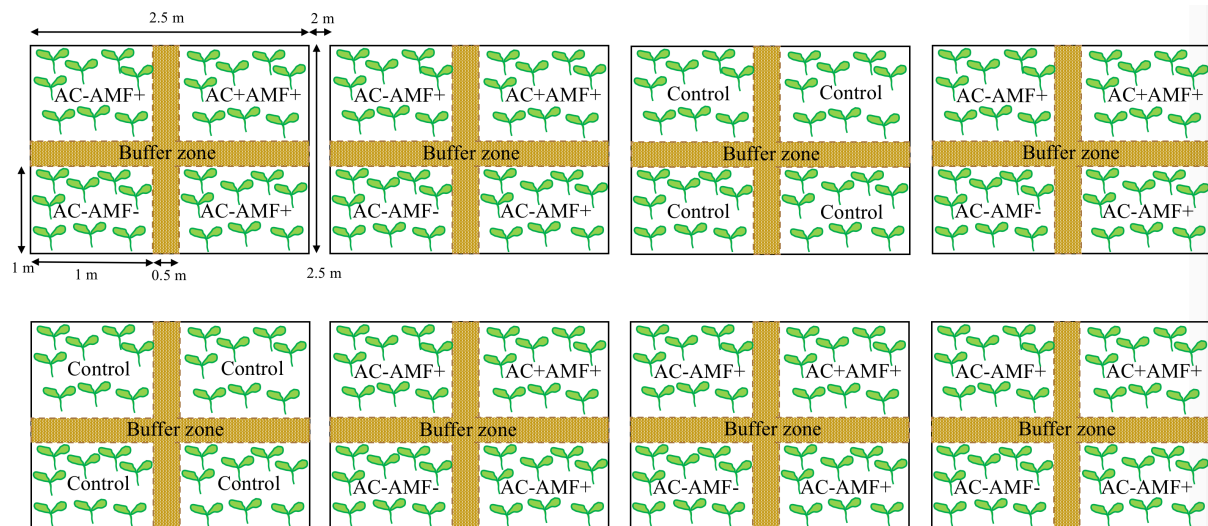 2.5 m
2 m
AC-AMF+
AC+AMF+
AC-AMF+
AC+AMF+
Control
Control
AC-AMF+
AC+AMF+
Buffer zone
Buffer zone
Buffer zone
Buffer zone
AC-AMF-
AC-AMF+
AC-AMF-
AC-AMF+
Control
Control
AC-AMF-
AC-AMF+
1 m
1 m
0.5 m
2.5 m
Control
Control
AC-AMF+
AC+AMF+
AC-AMF+
AC+AMF+
AC-AMF+
AC+AMF+
Buffer zone
Buffer zone
Buffer zone
Buffer zone
Control
Control
AC-AMF-
AC-AMF+
AC-AMF-
AC-AMF+
AC-AMF-
AC-AMF+